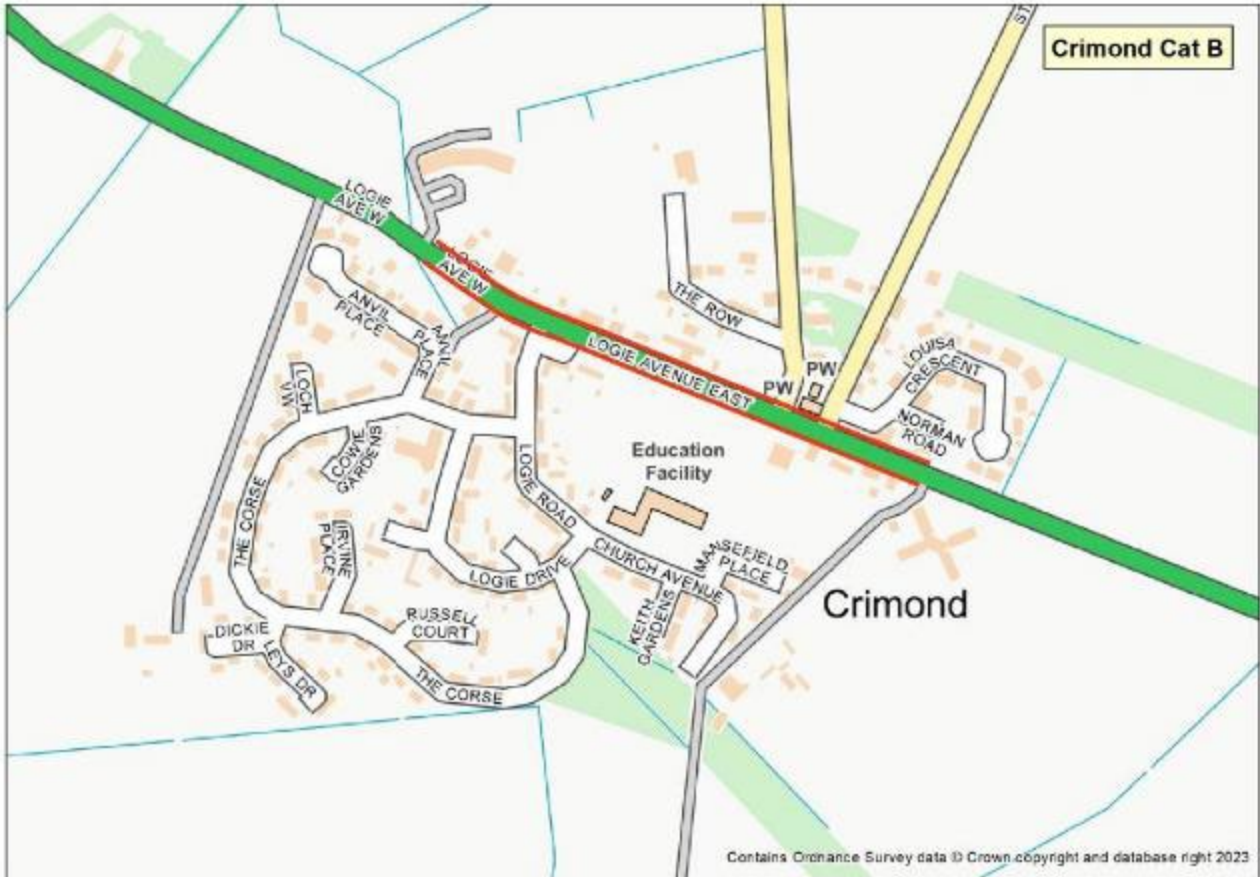 Crimond Cat B
ST
LOGIE
AVE W
LOGIE
AVE W
ANVIL
PLACE
ANVIL
PLACE
THE ROW
LOGIE AVENUE EAST
PW
PW
LOUISA
CRESCENT
NORMAN
ROAD
LOCH
VW
COWIE
GARDENS
Education
Facility
LOGIE ROAD
THE CORSE
IRVINE
PLACE
CHURCH AVENUE
MAASEFIELD
PLACE
LOGIE DRIVE
KEITH
GARDENS
Crimond
RUSSELL
COURT
DICKIE
DR
LEYS DR
THE CORSE
Contains Ordnance Survey data © Crown copyright and database right 2023